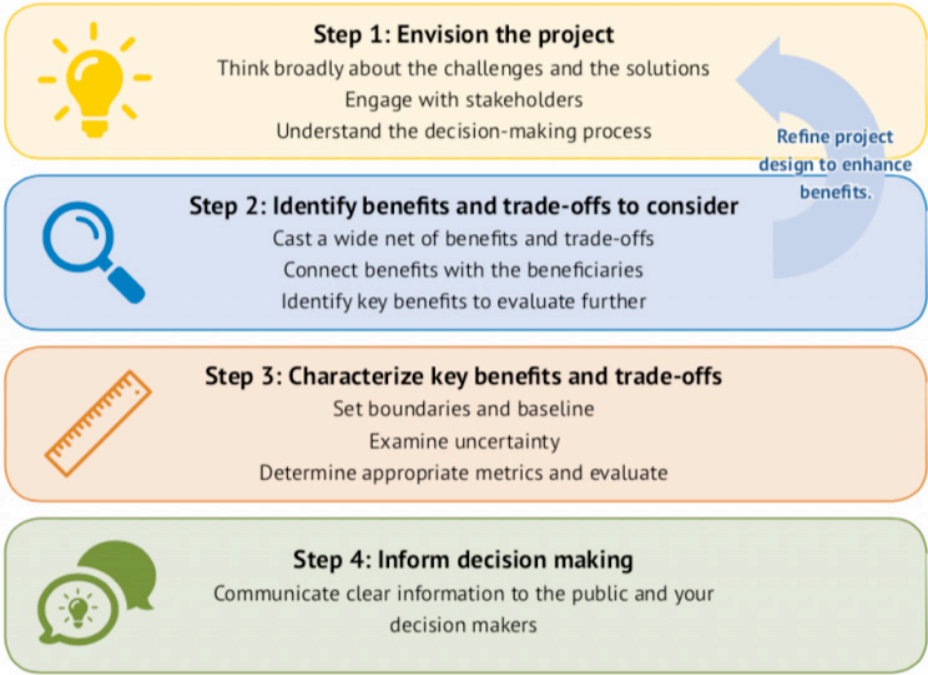 Step 1: Envision the project
Think broadly about the challenges and the solutions
Engage with stakeholders
Understand the decision-making process
Refine project
design to enhance
benefits.
Step 2: Identify benefits and trade-offs to consider
Cast a wide net of benefits and trade-offs
Connect benefits with the beneficiaries
Identify key benefits to evaluate further
Step 3: Characterize key benefits and trade-offs
Set boundaries and baseline
Examine uncertainty
Determine appropriate metrics and evaluate
Step 4: Inform decision making
Communicate clear information to the public and your
decision makers